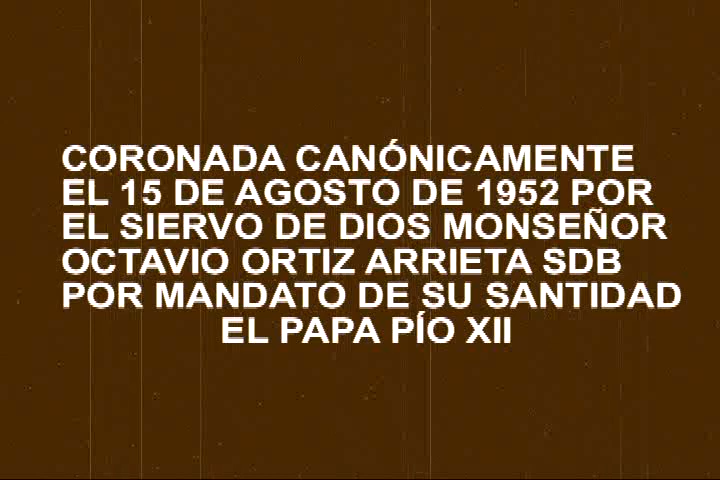 CORONADA CANÓNICAMENTE
EL 15 DE AGOSTO DE 1952 POR
EL SIERVO DE DIOS MONSEÑOR
OCTAVIO ORTIZ ARRIETA SDB
POR MANDATO DE SU SANTIDAD
EL PAPA PÍO XII